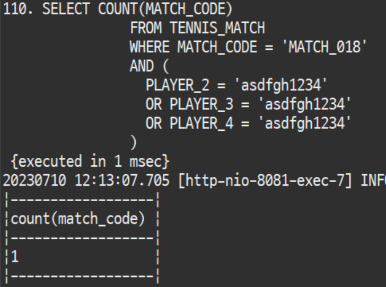 110. SELECT COUNT(MATCH_CODE)
FROM TENNIS_MATCH
WHERE MATCH_CODE = 'MATCH_018'
AND (
PLAYER_2 = 'asdfgh1234'
OR PLAYER_3 = 'asdfgh1234'
OR PLAYER_4 = 'asdfgh1234'
)
{executed in 1 msec}
20230710 12:13:07.705 [http-nio-8081-exec-7] INF
|------------------|
|count(match_code) |
|------------------|
|1                 |
|------------------|